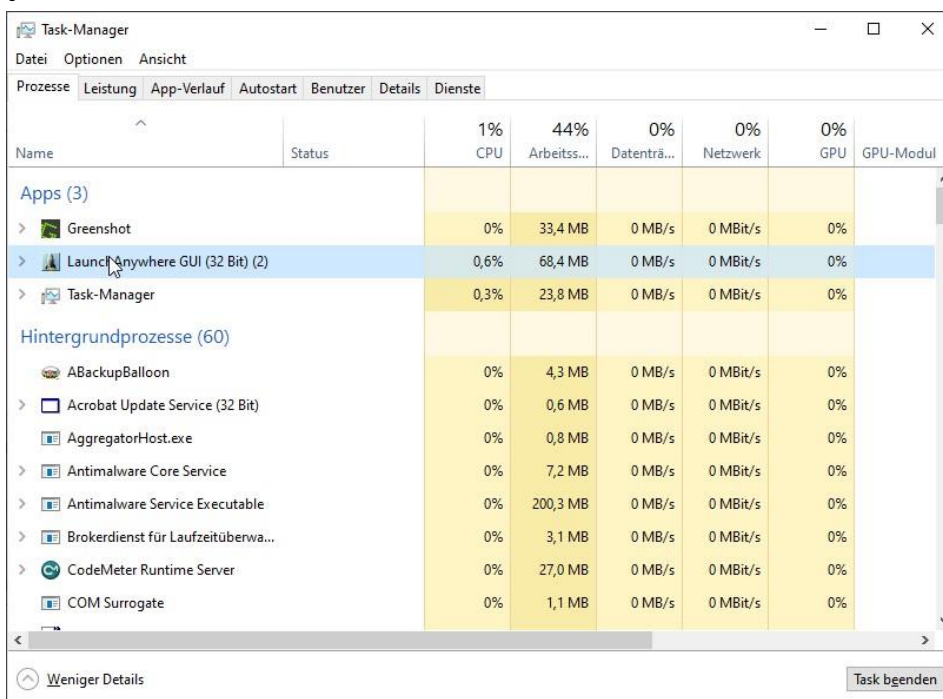 Task-Manager
Datei Optionen Ansicht
Prozesse Leistung App-Verlauf Autostart Benutzer Details Dienste
1% 44% 0% 0% 0%
Name Status CPU Arbeitss... Datenträ... Netzwerk GPU GPU-Modul
Apps (3)
Greenshot 0% 33,4 MB 0 MB/s 0 MBit/s 0%
LaunchAnywhere GUI (32 Bit) (2) 0,6% 68,4 MB 0 MB/s 0 MBit/s 0%
Task-Manager 0,3% 23,8 MB 0 MB/s 0 MBit/s 0%
Hintergrundprozesse (60)
ABackupBalloon 0% 4,3 MB 0 MB/s 0 MBit/s 0%
Acrobat Update Service (32 Bit) 0% 0,6 MB 0 MB/s 0 MBit/s 0%
AggregatorHost.exe 0% 0,8 MB 0 MB/s 0 MBit/s 0%
Antimalware Core Service 0% 7,2 MB 0 MB/s 0 MBit/s 0%
Antimalware Service Executable 0% 200,3 MB 0 MB/s 0 MBit/s 0%
Brokerdienst für Laufzeitüberwa... 0% 3,1 MB 0 MB/s 0 MBit/s 0%
CodeMeter Runtime Server 0% 27,0 MB 0 MB/s 0 MBit/s 0%
COM Surrogate 0% 1,1 MB 0 MB/s 0 MBit/s 0%
Weniger Details Task beenden